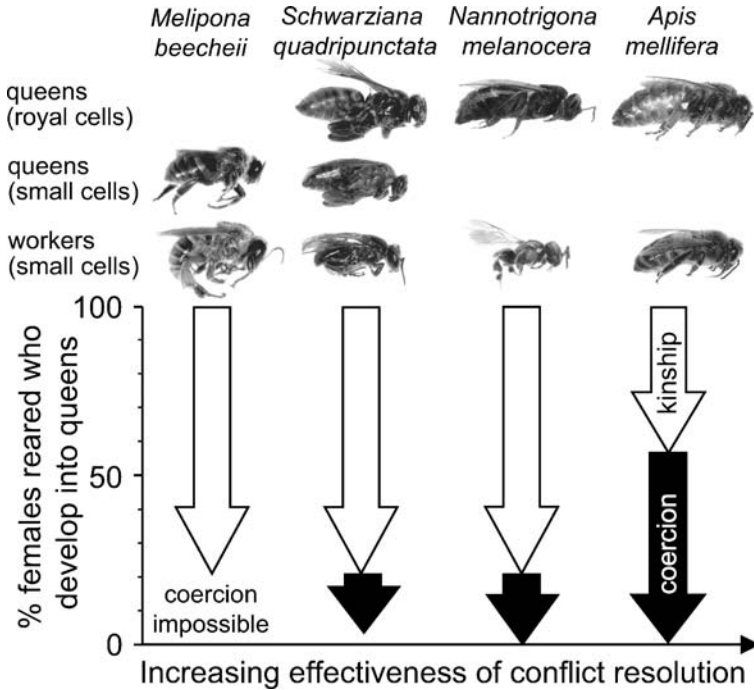 Melipona beecheii
Schwarziana quadripunctata
Nannotrigona melanocera
Apis mellifera
queens
(royal cells)
queens
(small cells)
workers
(small cells)
% females reared who
develop into queens
100
50
0
kinship
coercion
coercion
impossible
Increasing effectiveness of conflict resolution